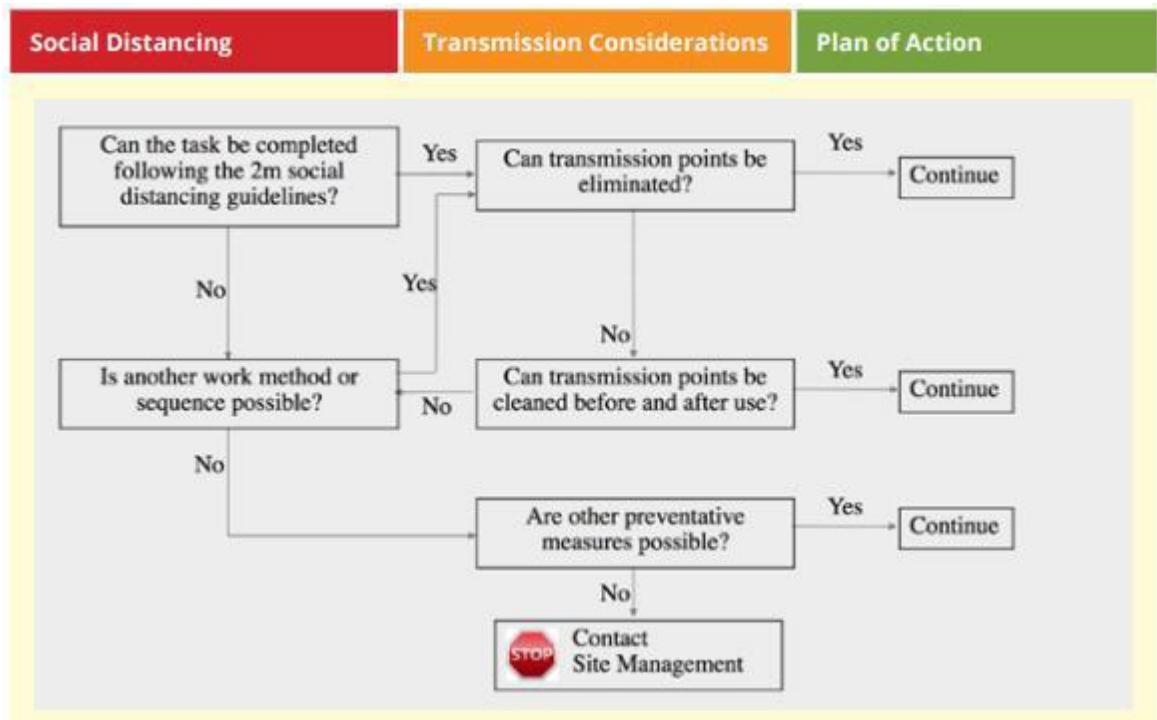 Social Distancing
Transmission Considerations
Plan of Action
Can the task be completed
following the 2m social
distancing guidelines?
Yes
Can transmission points be
eliminated?
Yes
Continue
No
Yes
No
Is another work method or
sequence possible?
No
Can transmission points be
cleaned before and after use?
Yes
Continue
No
Are other preventative
measures possible?
Yes
Continue
No
STOP
Contact
Site Management